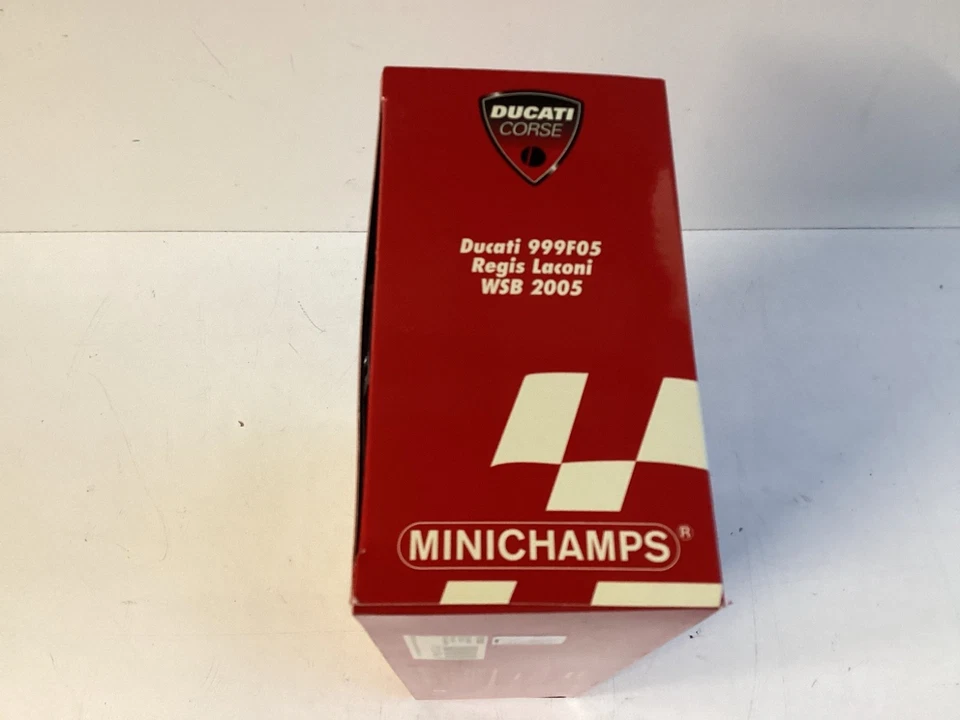 DUCATI
CORSE
Ducati 999F05
Regis Laconi
WSB 2005
MINICHAMPS®